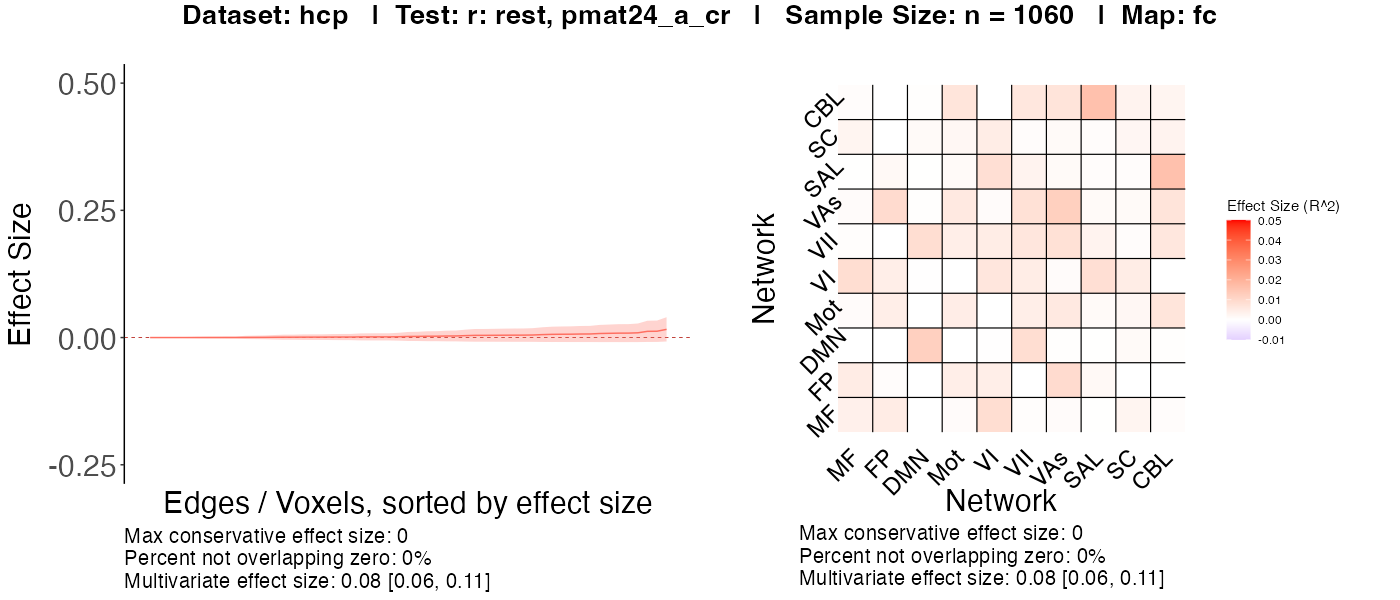 Dataset: hcp | Test: r: rest, pmat24_a_cr | Sample Size: n = 1060 | Map: fc
Effect Size
0.50
0.25
0.00
-0.25
Edges / Voxels, sorted by effect size
Max conservative effect size: 0
Percent not overlapping zero: 0%
Multivariate effect size: 0.08 [0.06, 0.11]
Network
CBL
SC
SAL
VAs
VII
VI
Mot
DMN
FP
MF
MF FP DMN Mot VI VII VAs SAL SC CBL
Network
Max conservative effect size: 0
Percent not overlapping zero: 0%
Multivariate effect size: 0.08 [0.06, 0.11]
Effect Size (R^2)
0.05
0.04
0.03
0.02
0.01
0.00
-0.01